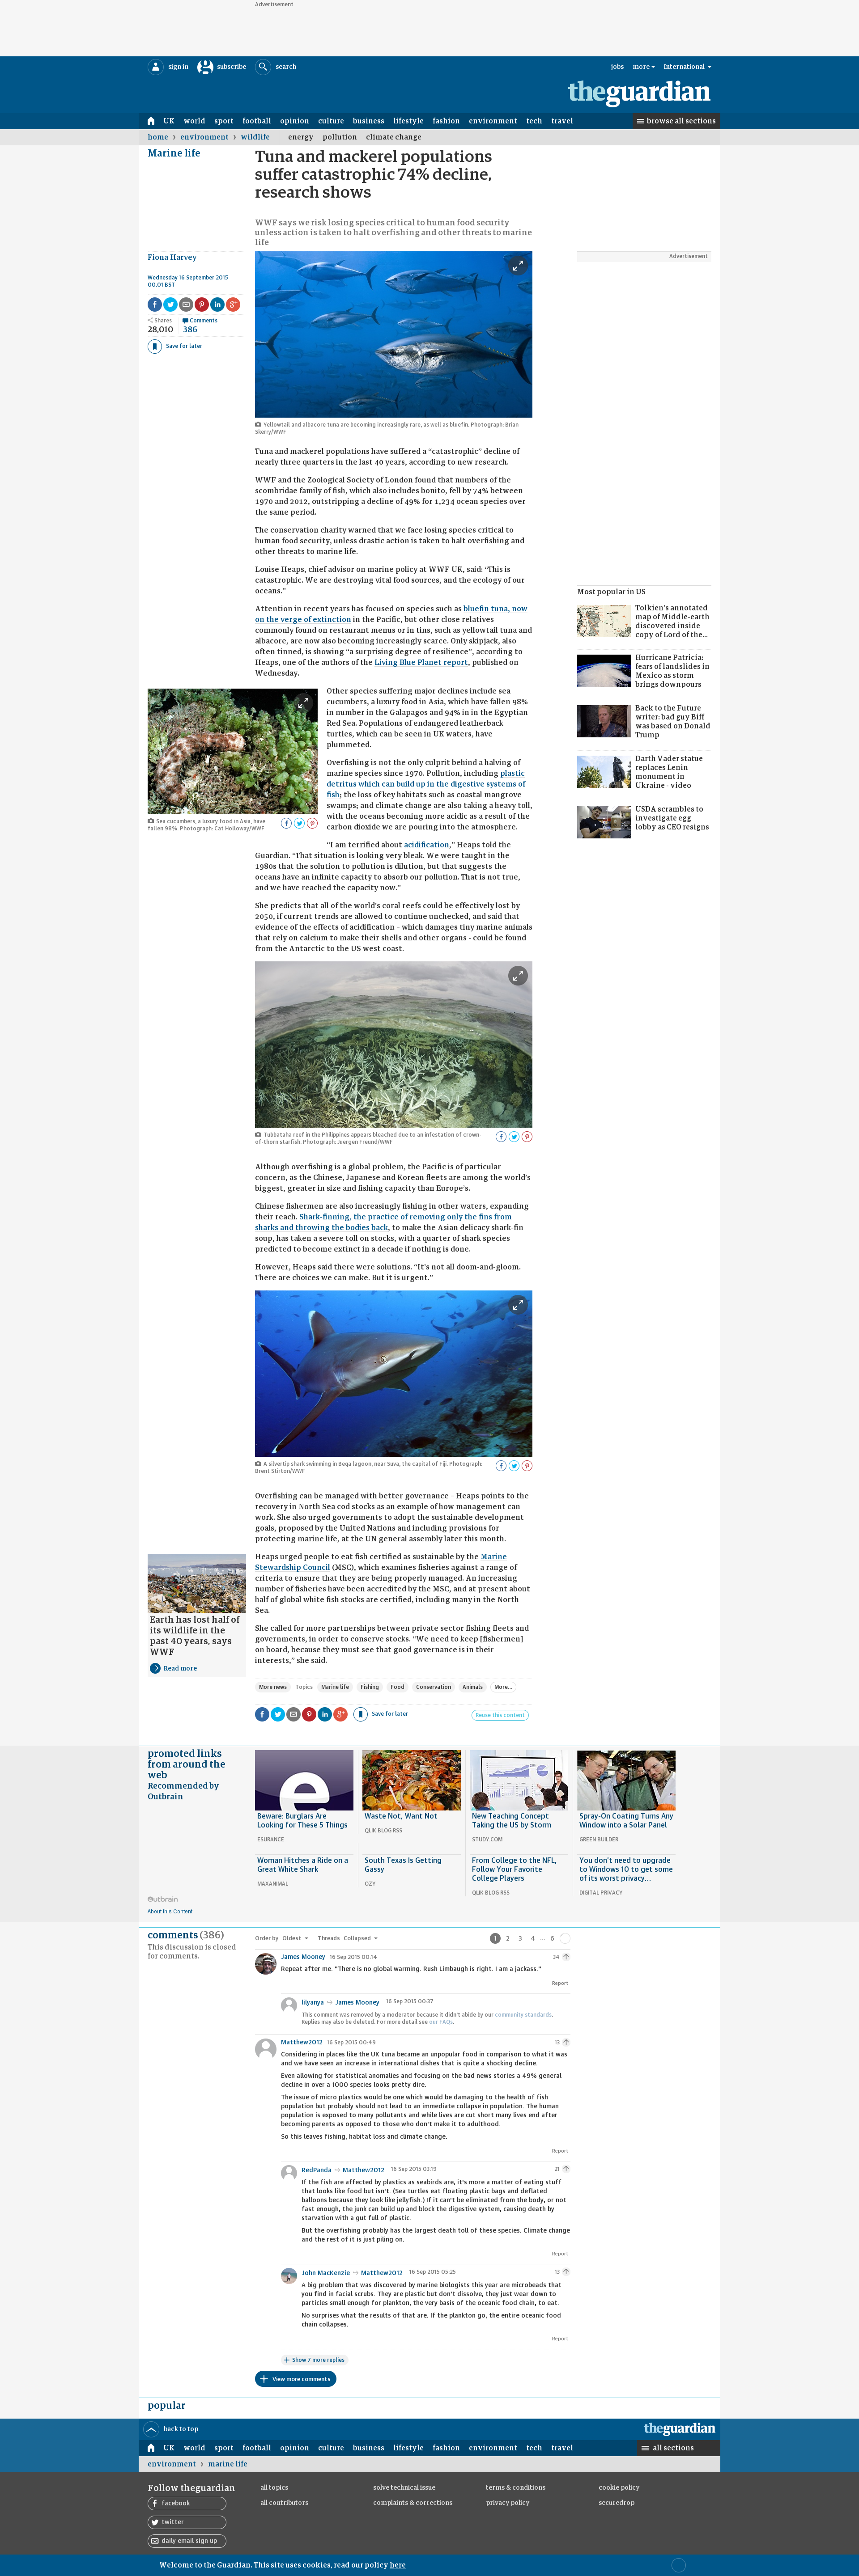 Advertisement
sign in
subscribe
search
jobs
more
International
theguardian
UK world sport football opinion culture business lifestyle fashion environment tech travel
browse all sections
home › environment › wildlife energy pollution climate change
Marine life
Tuna and mackerel populations
suffer catastrophic 74% decline,
research shows
WWF says we risk losing species critical to human food security
unless action is taken to halt overfishing and other threats to marine
life
Fiona Harvey
Wednesday 16 September 2015
00.01 BST
Shares
28,010
Comments
386
Save for later
Advertisement
Yellowtail and albacore tuna are becoming increasingly rare, as well as bluefin. Photograph: Brian
Skerry/WWF
Tuna and mackerel populations have suffered a “catastrophic” decline of
nearly three quarters in the last 40 years, according to new research.
WWF and the Zoological Society of London found that numbers of the
scombridae family of fish, which also includes bonito, fell by 74% between
1970 and 2012, outstripping a decline of 49% for 1,234 ocean species over
the same period.
The conservation charity warned that we face losing species critical to
human food security, unless drastic action is taken to halt overfishing and
other threats to marine life.
Louise Heaps, chief advisor on marine policy at WWF UK, said: “This is
catastrophic. We are destroying vital food sources, and the ecology of our
oceans.”
Attention in recent years has focused on species such as bluefin tuna, now
on the verge of extinction in the Pacific, but other close relatives
commonly found on restaurant menus or in tins, such as yellowtail tuna and
albacore, are now also becoming increasingly scarce. Only skipjack, also
often tinned, is showing “a surprising degree of resilience”, according to
Heaps, one of the authors of the Living Blue Planet report, published on
Wednesday.
Most popular in US
Tolkien's annotated
map of Middle-earth
discovered inside
copy of Lord of the...
Hurricane Patricia:
fears of landslides in
Mexico as storm
brings downpours
Back to the Future
writer: bad guy Biff
was based on Donald
Trump
Darth Vader statue
replaces Lenin
monument in
Ukraine - video
USDA scrambles to
investigate egg
lobby as CEO resigns
Sea cucumbers, a luxury food in Asia, have
fallen 98%. Photograph: Cat Holloway/WWF
Other species suffering major declines include sea
cucumbers, a luxury food in Asia, which have fallen 98%
in number in the Galapagos and 94% in in the Egyptian
Red Sea. Populations of endangered leatherback
turtles, which can be seen in UK waters, have
plummeted.
Overfishing is not the only culprit behind a halving of
marine species since 1970. Pollution, including plastic
detritus which can build up in the digestive systems of
fish; the loss of key habitats such as coastal mangrove
swamps; and climate change are also taking a heavy toll,
with the oceans becoming more acidic as a result of the
carbon dioxide we are pouring into the atmosphere.
“I am terrified about acidification,” Heaps told the
Guardian. “That situation is looking very bleak. We were taught in the
1980s that the solution to pollution is dilution, but that suggests the
oceans have an infinite capacity to absorb our pollution. That is not true,
and we have reached the capacity now.”
She predicts that all of the world's coral reefs could be effectively lost by
2050, if current trends are allowed to continue unchecked, and said that
evidence of the effects of acidification – which damages tiny marine animals
that rely on calcium to make their shells and other organs - could be found
from the Antarctic to the US west coast.
Tubbataha reef in the Philippines appears bleached due to an infestation of crown-
of-thorn starfish. Photograph: Juergen Freund/WWF
Although overfishing is a global problem, the Pacific is of particular
concern, as the Chinese, Japanese and Korean fleets are among the world's
biggest, greater in size and fishing capacity than Europe's.
Chinese fishermen are also increasingly fishing in other waters, expanding
their reach. Shark-finning, the practice of removing only the fins from
sharks and throwing the bodies back, to make the Asian delicacy shark-fin
soup, has taken a severe toll on stocks, with a quarter of shark species
predicted to become extinct in a decade if nothing is done.
However, Heaps said there were solutions. “It's not all doom-and-gloom.
There are choices we can make. But it is urgent.”
A silvertip shark swimming in Beqa lagoon, near Suva, the capital of Fiji. Photograph:
Brent Stirton/WWF
Overfishing can be managed with better governance – Heaps points to the
recovery in North Sea cod stocks as an example of how management can
work. She also urged governments to adopt the sustainable development
goals, proposed by the United Nations and including provisions for
protecting marine life, at the UN general assembly later this month.
Heaps urged people to eat fish certified as sustainable by the Marine
Stewardship Council (MSC), which examines fisheries against a range of
criteria to ensure that they are being properly managed. An increasing
number of fisheries have been accredited by the MSC, and at present about
half of global white fish stocks are certified, including many in the North
Sea.
Earth has lost half of
its wildlife in the
past 40 years, says
WWF
Read more
She called for more partnerships between private sector fishing fleets and
governments, in order to conserve stocks. “We need to keep [fishermen]
on board, because they must see that good governance is in their
interests,” she said.
More news Topics Marine life Fishing Food Conservation Animals More...
Save for later
Reuse this content
promoted links
from around the
web
Recommended by
Outbrain
Beware: Burglars Are
Looking for These 5 Things
ESURANCE
Waste Not, Want Not
QLIK BLOG RSS
New Teaching Concept
Taking the US by Storm
STUDY.COM
Spray-On Coating Turns Any
Window into a Solar Panel
GREEN BUILDER
Woman Hitches a Ride on a
Great White Shark
MAXANIMAL
South Texas Is Getting
Gassy
OZY
From College to the NFL,
Follow Your Favorite
College Players
QLIK BLOG RSS
You don't need to upgrade
to Windows 10 to get some
of its worst privacy...
DIGITAL PRIVACY
Outbrain
About this Content
comments (386)
This discussion is closed
for comments.
Order by Oldest Threads Collapsed
1 2 3 4 ... 6
James Mooney 16 Sep 2015 00:14
34
Repeat after me. "There is no global warming. Rush Limbaugh is right. I am a jackass."
Report
lilyanya → James Mooney 16 Sep 2015 00:37
This comment was removed by a moderator because it didn't abide by our community standards.
Replies may also be deleted. For more detail see our FAQs.
Matthew2012 16 Sep 2015 00:49
13
Considering in places like the UK tuna became an unpopular food in comparison to what it was
and we have seen an increase in international dishes that is quite a shocking decline.
Even allowing for statistical anomalies and focusing on the bad news stories a 49% general
decline in over a 1000 species looks pretty dire.
The issue of micro plastics would be one which would be damaging to the health of fish
population but probably should not lead to an immediate collapse in population. The human
population is exposed to many pollutants and while lives are cut short many lives end after
becoming parents as opposed to those who don't make it to adulthood.
So this leaves fishing, habitat loss and climate change.
Report
RedPanda → Matthew2012 16 Sep 2015 03:19
21
If the fish are affected by plastics as seabirds are, it's more a matter of eating stuff
that looks like food but isn't. (Sea turtles eat floating plastic bags and deflated
balloons because they look like jellyfish.) If it can't be eliminated from the body, or not
fast enough, the junk can build up and block the digestive system, causing death by
starvation with a gut full of plastic.
But the overfishing probably has the largest death toll of these species. Climate change
and the rest of it is just piling on.
Report
John MacKenzie → Matthew2012 16 Sep 2015 05:25
13
A big problem that was discovered by marine biologists this year are microbeads that
you find in facial scrubs. They are plastic but don't dissolve, they just wear down to
particles small enough for plankton, the very basis of the oceanic food chain, to eat.
No surprises what the results of that are. If the plankton go, the entire oceanic food
chain collapses.
Report
Show 7 more replies
View more comments
popular
back to top
theguardian
UK world sport football opinion culture business lifestyle fashion environment tech travel
all sections
environment › marine life
Follow theguardian
facebook
twitter
daily email sign up
all topics
all contributors
solve technical issue
complaints & corrections
terms & conditions
privacy policy
cookie policy
securedrop
Welcome to the Guardian. This site uses cookies, read our policy here